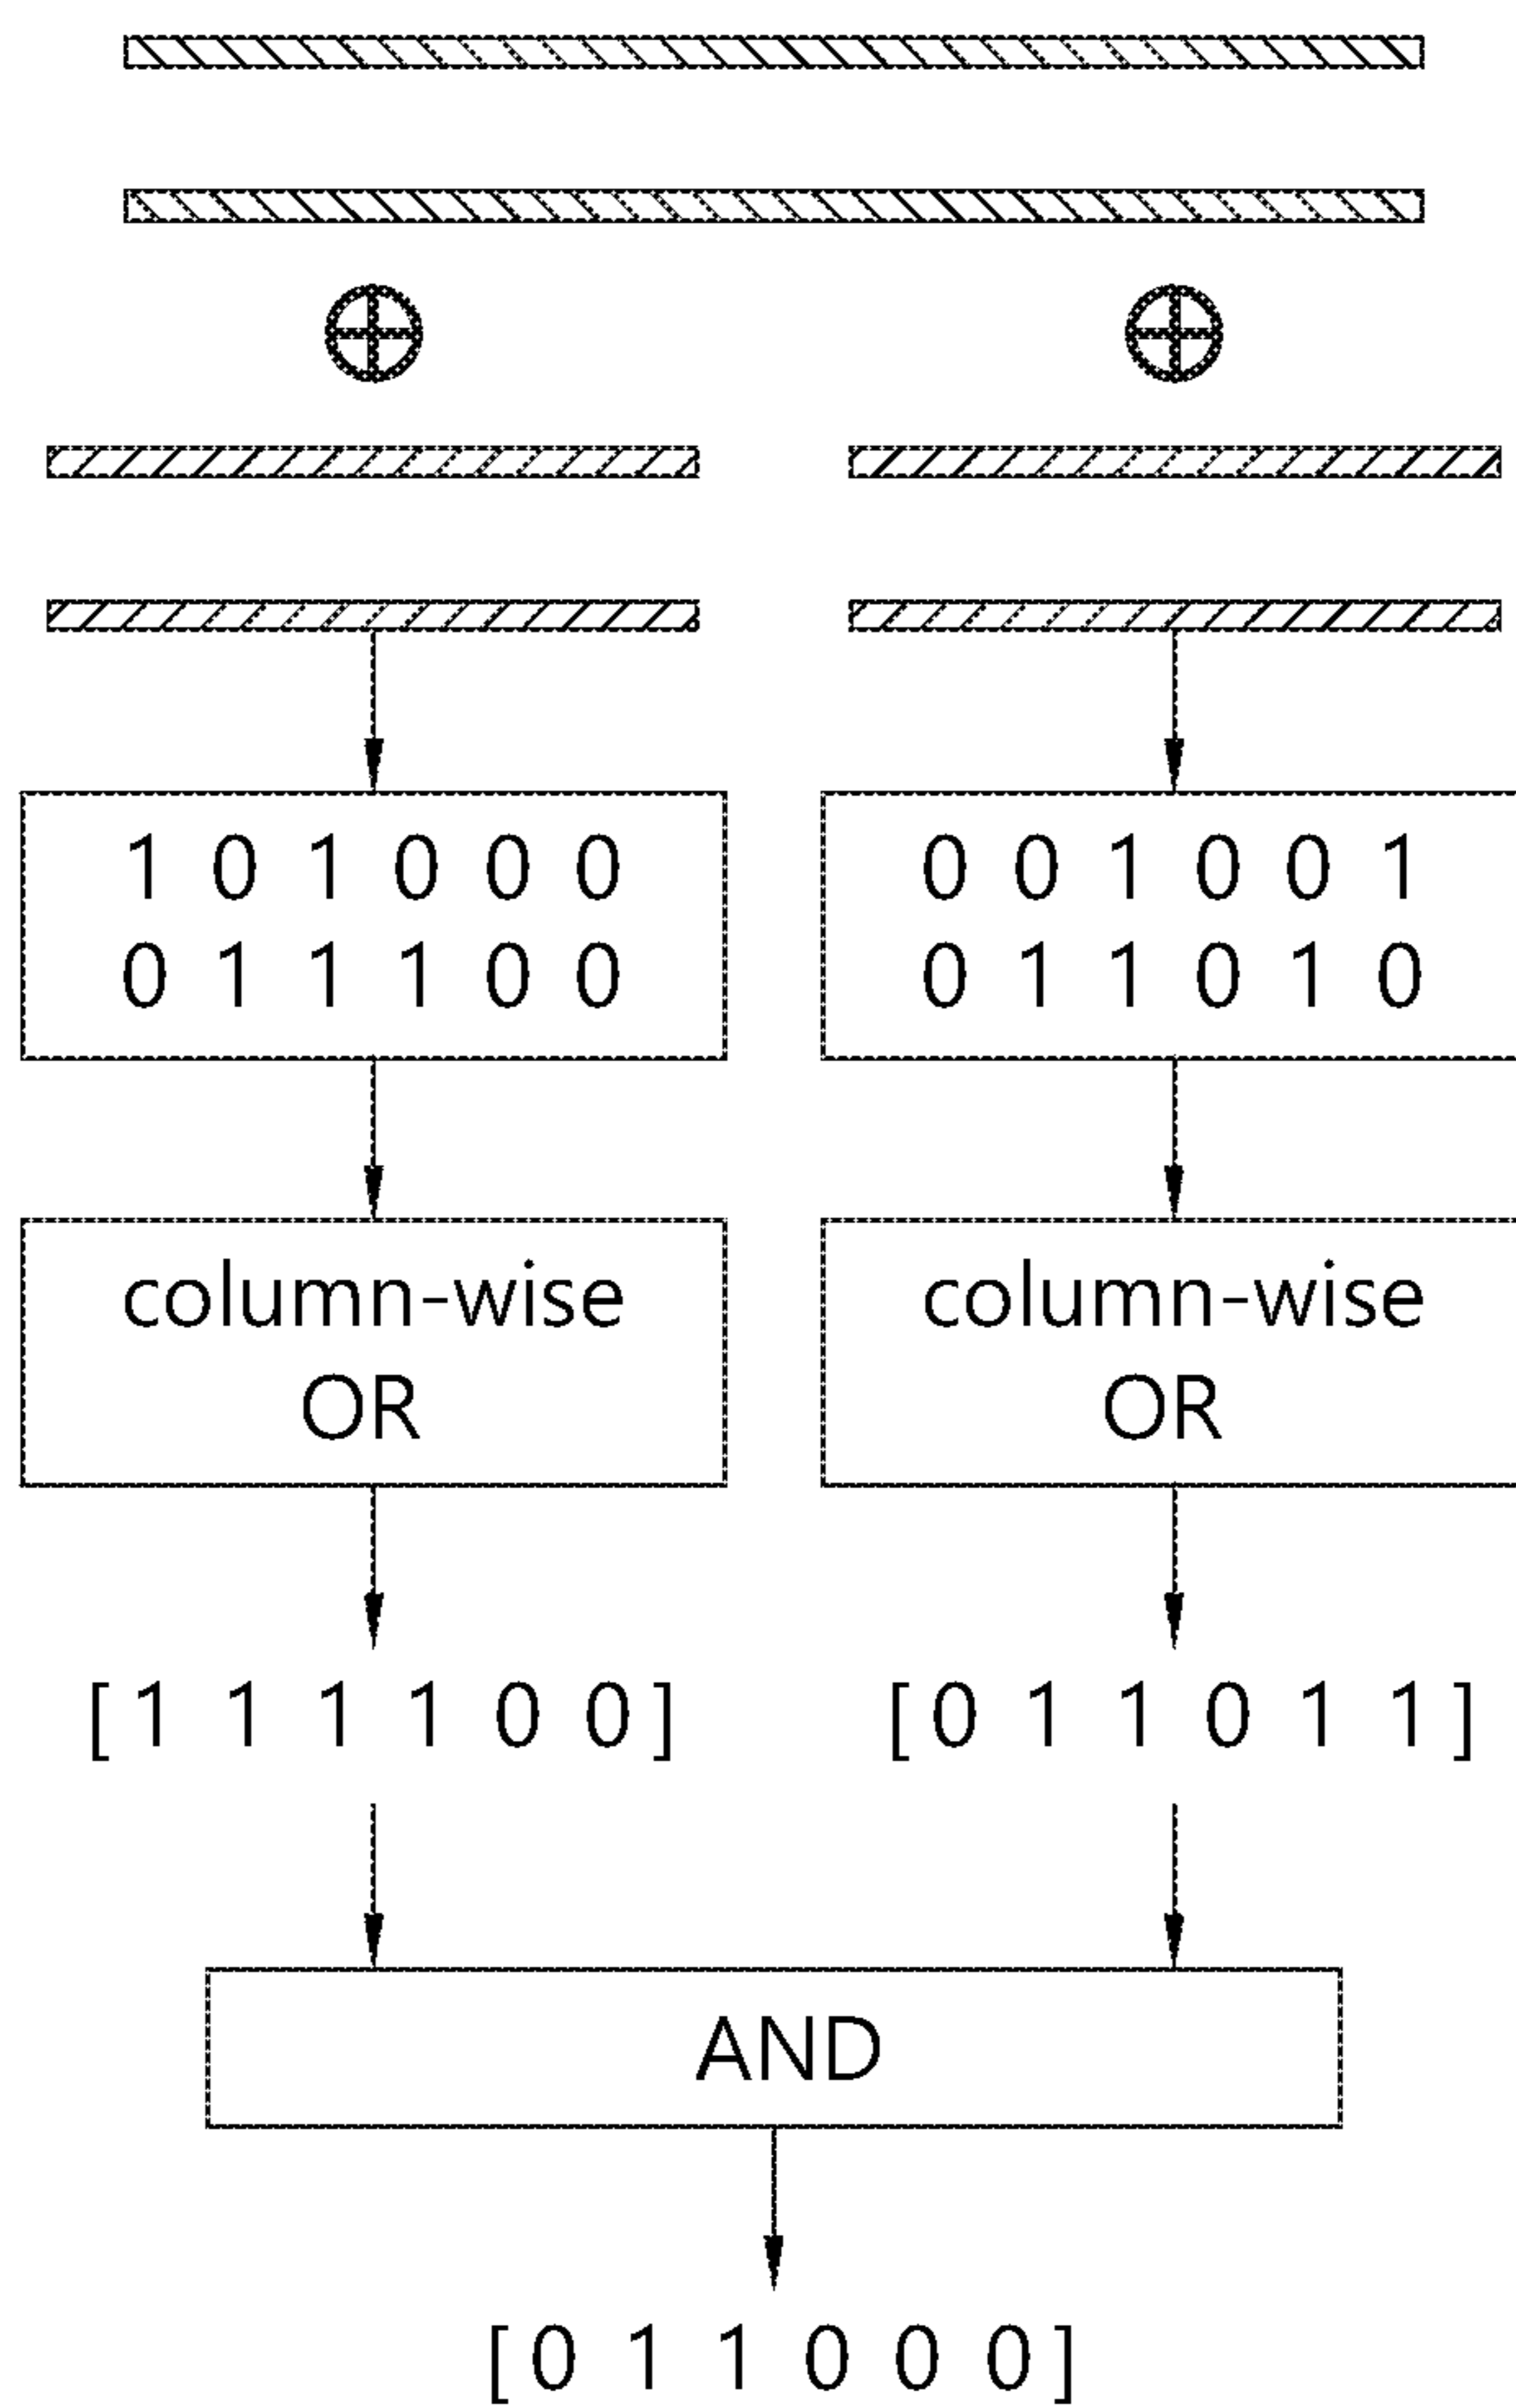 1 0 1 0 0 0
0 1 1 1 0 0
0 0 1 0 0 1
0 1 1 0 1 0
column-wise
OR
column-wise
OR
[1 1 1 1 0 0]
[0 1 1 0 1 1]
AND
[0 1 1 0 0 0]